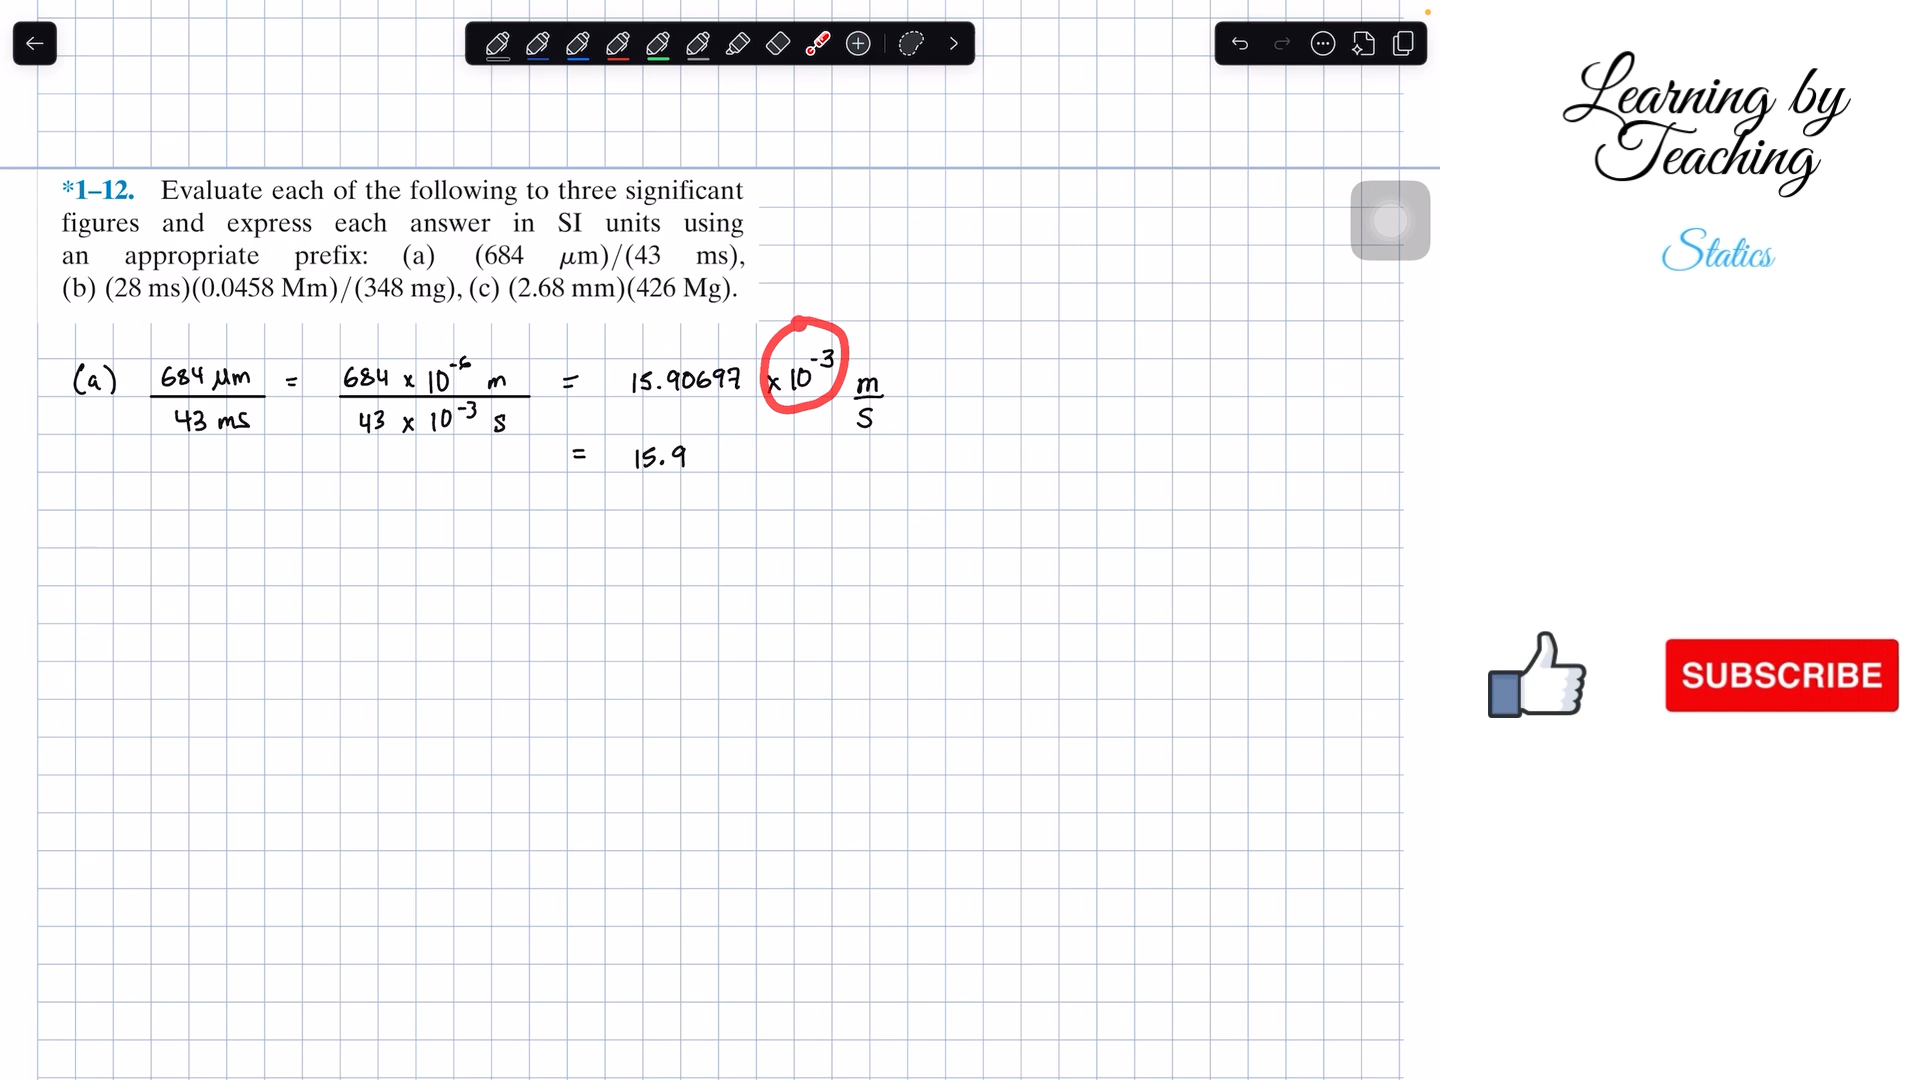 Learning by
Teaching
Statics
*1–12. Evaluate each of the following to three significant
figures and express each answer in SI units using
an appropriate prefix: (a) (684 μm)/(43 ms),
(b) (28 ms)(0.0458 Mm)/(348 mg), (c) (2.68 mm)(426 Mg).
(a) 684 μm / 43 ms = 684 x 10^-6 m / 43 x 10^-3 s = 15.90697 x 10^-3 m/s
= 15.9
SUBSCRIBE